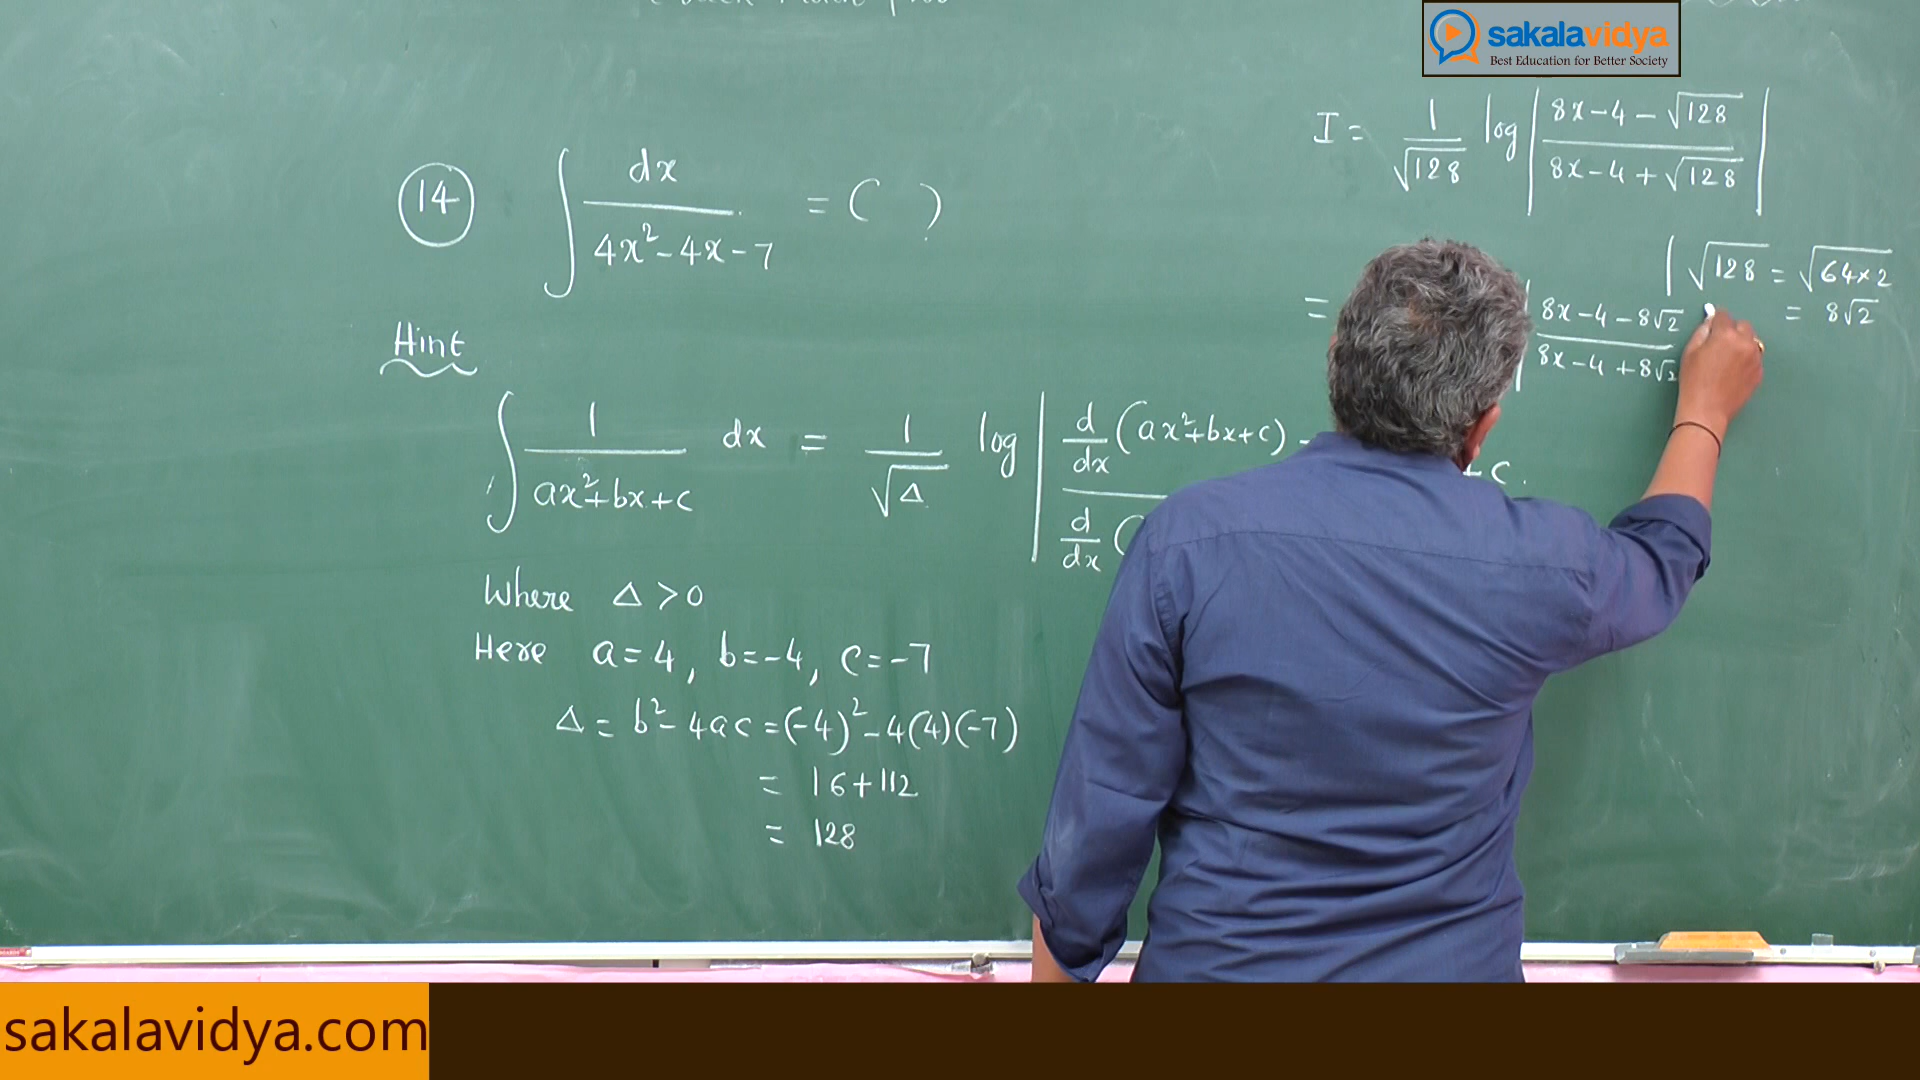 sakalavidya
Best Education for Better Society
14 ∫ dx / 4x² - 4x - 7 = ( )
Hint
∫ 1 / ax²+bx+c dx = 1 / √Δ log | d/dx (ax²+bx+c) - + c.
d/dx (
Where Δ > 0
Here a = 4, b = -4, c = -7
Δ = b² - 4ac = (-4)² - 4(4)(-7)
= 16 + 112
= 128
I = 1 / √128 log | 8x - 4 - √128 / 8x - 4 + √128 |
| √128 = √64×2
= 8√2
= | 8x - 4 - 8√2 / 8x - 4 + 8√2
sakalavidya.com